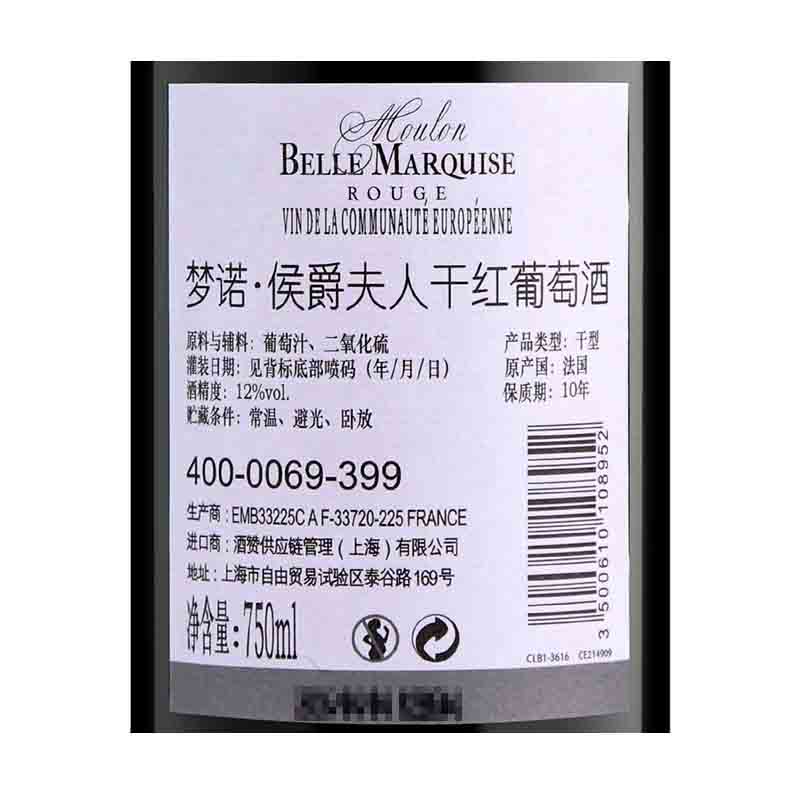 Moulon
BELLE MARQUISE
ROUGE
VIN DE LA COMMUNAUTÉ EUROPÉENNE
梦诺·侯爵夫人干红葡萄酒
原料与辅料: 葡萄汁、二氧化硫
产品类型: 干型
灌装日期: 见背标底部喷码 (年/月/日)
原产国: 法国
酒精度: 12%vol.
保质期: 10年
贮藏条件: 常温、避光、卧放
400-0069-399
生产商: EMB33225C A F-33720-225 FRANCE
进口商: 酒赞供应链管理 (上海) 有限公司
地址: 上海市自由贸易试验区泰谷路169号
净含量: 750ml
3 500610 108952
CLB1-3616 CE214909